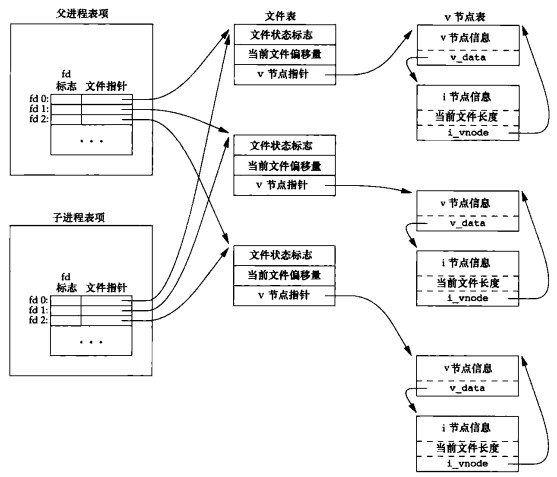 父进程表项
fd
标志 文件指针
fd 0:
fd 1:
fd 2:
· · ·
子进程表项
fd
标志 文件指针
fd 0:
fd 1:
fd 2:
· · ·
文件表
文件状态标志
当前文件偏移量
v 节点指针
文件状态标志
当前文件偏移量
v 节点指针
文件状态标志
当前文件偏移量
v 节点指针
v 节点表
v 节点信息
v_data
i 节点信息
当前文件长度
i_vnode
v 节点信息
v_data
i 节点信息
当前文件长度
i_vnode
v 节点信息
v_data
i 节点信息
当前文件长度
i_vnode